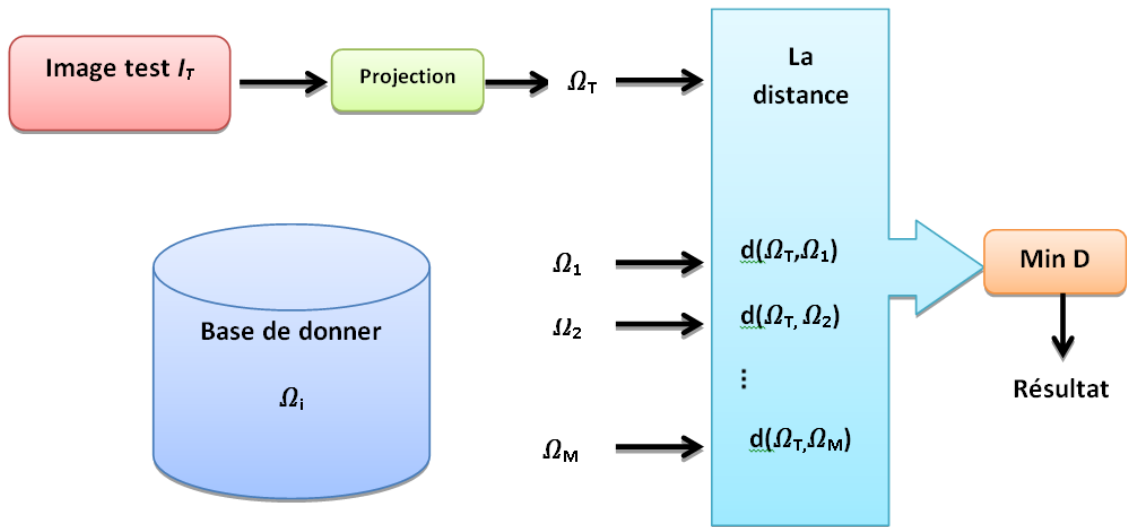 Image test I_T
Projection
Ω_T
La
distance
Base de donner
Ω_i
Ω_1
d(Ω_T,Ω_1)
Ω_2
d(Ω_T, Ω_2)
⋮
Ω_M
d(Ω_T,Ω_M)
Min D
Résultat